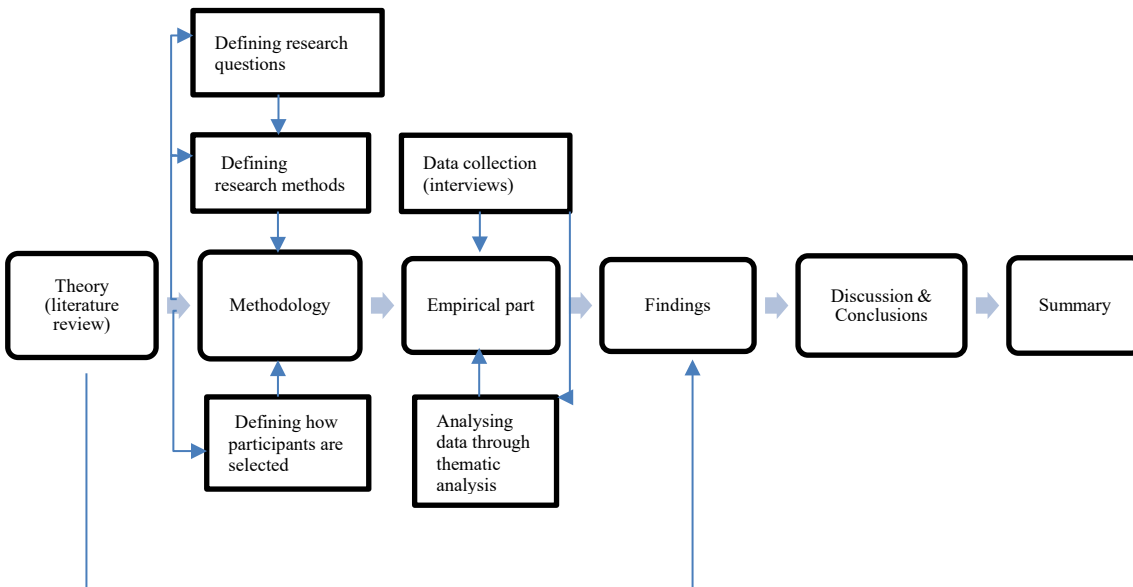 Defining research
questions
Defining
research methods
Data collection
(interviews)
Theory
(literature
review)
Methodology
Empirical part
Findings
Discussion &
Conclusions
Summary
Defining how
participants are
selected
Analysing
data through
thematic
analysis